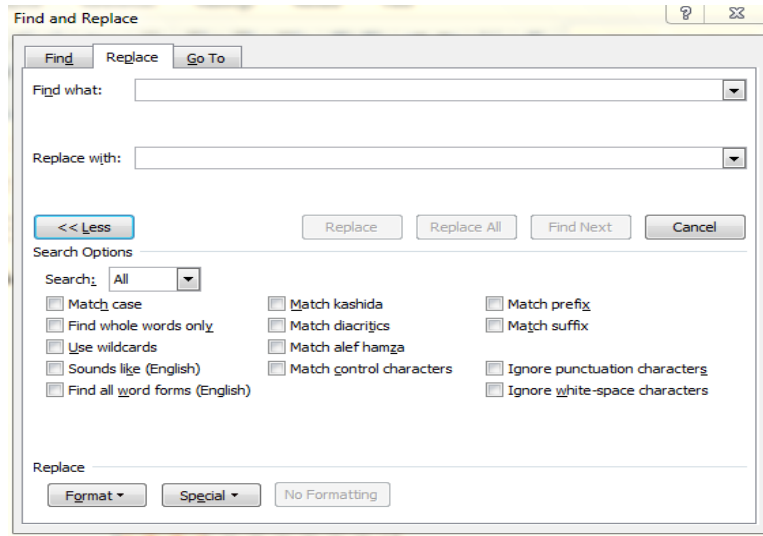 Find and Replace
Find Replace Go To
Find what:
Replace with:
<< Less Replace Replace All Find Next Cancel
Search Options
Search: All
Match case Match kashida Match prefix
Find whole words only Match diacritics Match suffix
Use wildcards Match alef hamza
Sounds like (English) Match control characters Ignore punctuation characters
Find all word forms (English) Ignore white-space characters
Replace
Format Special No Formatting